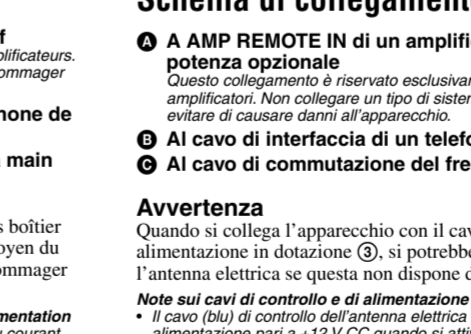 f
plificateurs.
ommager
hone de
main
s boîtier
oyen du
ommager
mentation
courant
Schema di collegament
A A AMP REMOTE IN di un amplifi
potenza opzionale
Questo collegamento è riservato esclusivar
amplificatori. Non collegare un tipo di sister
evitare di causare danni all'apparecchio.
B Al cavo di interfaccia di un telefo
C Al cavo di commutazione del fre
Avvertenza
Quando si collega l'apparecchio con il cav
alimentazione in dotazione ③, si potrebbe
l'antenna elettrica se questa non dispone d
Note sui cavi di controllo e di alimentazione
• Il cavo (blu) di controllo dell'antenna elettrica
alimentazione pari a +12 V CC quando si atti